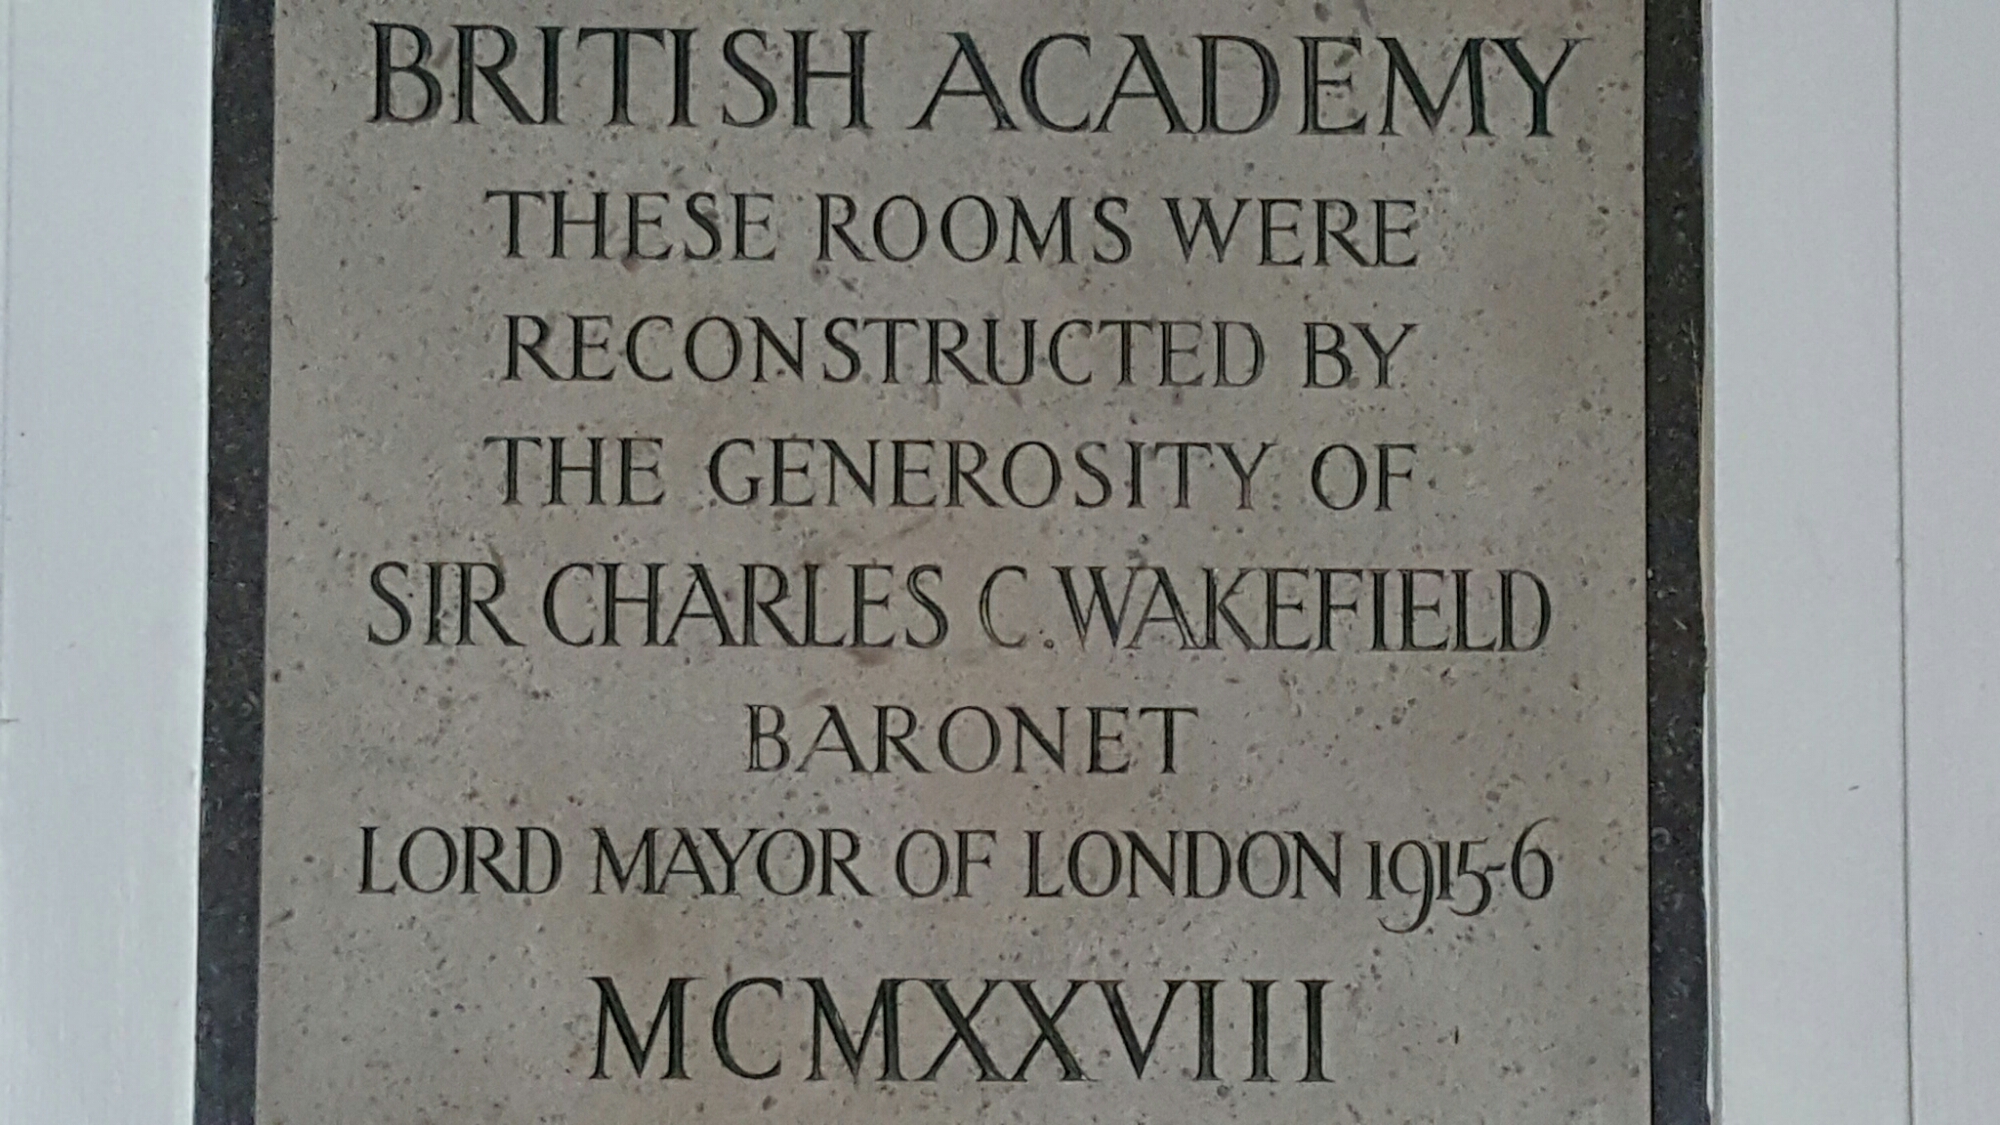 BRITISH ACADEMY
THESE ROOMS WERE
RECONSTRUCTED BY
THE GENEROSITY OF
SIR CHARLES C. WAKEFIELD
BARONET
LORD MAYOR OF LONDON 1915-6
MCMXXVIII